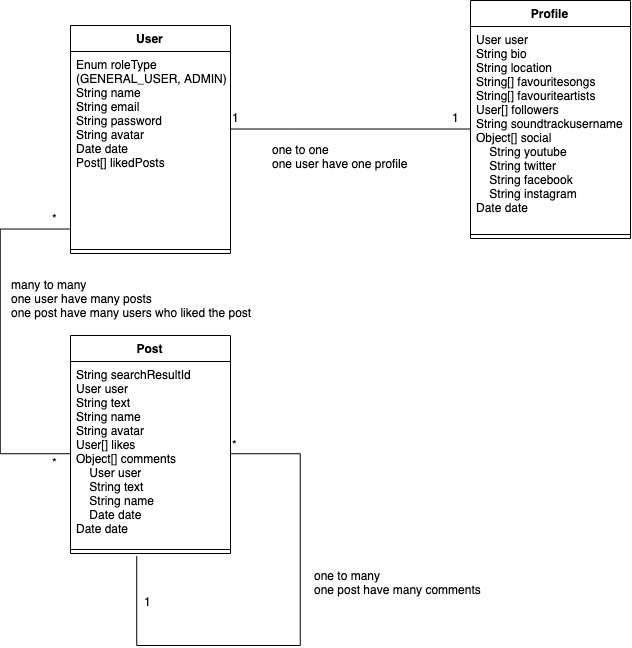 User
Enum roleType
(GENERAL_USER, ADMIN)
String name
String email
String password
String avatar
Date date
Post[] likedPosts
1
1
one to one
one user have one profile
Profile
User user
String bio
String location
String[] favouritesongs
String[] favouriteartists
User[] followers
String soundtrackusername
Object[] social
String youtube
String twitter
String facebook
String instagram
Date date
*
many to many
one user have many posts
one post have many users who liked the post
*
Post
String searchResultId
User user
String text
String name
String avatar
User[] likes
Object[] comments
User user
String text
String name
Date date
Date date
*
1
one to many
one post have many comments